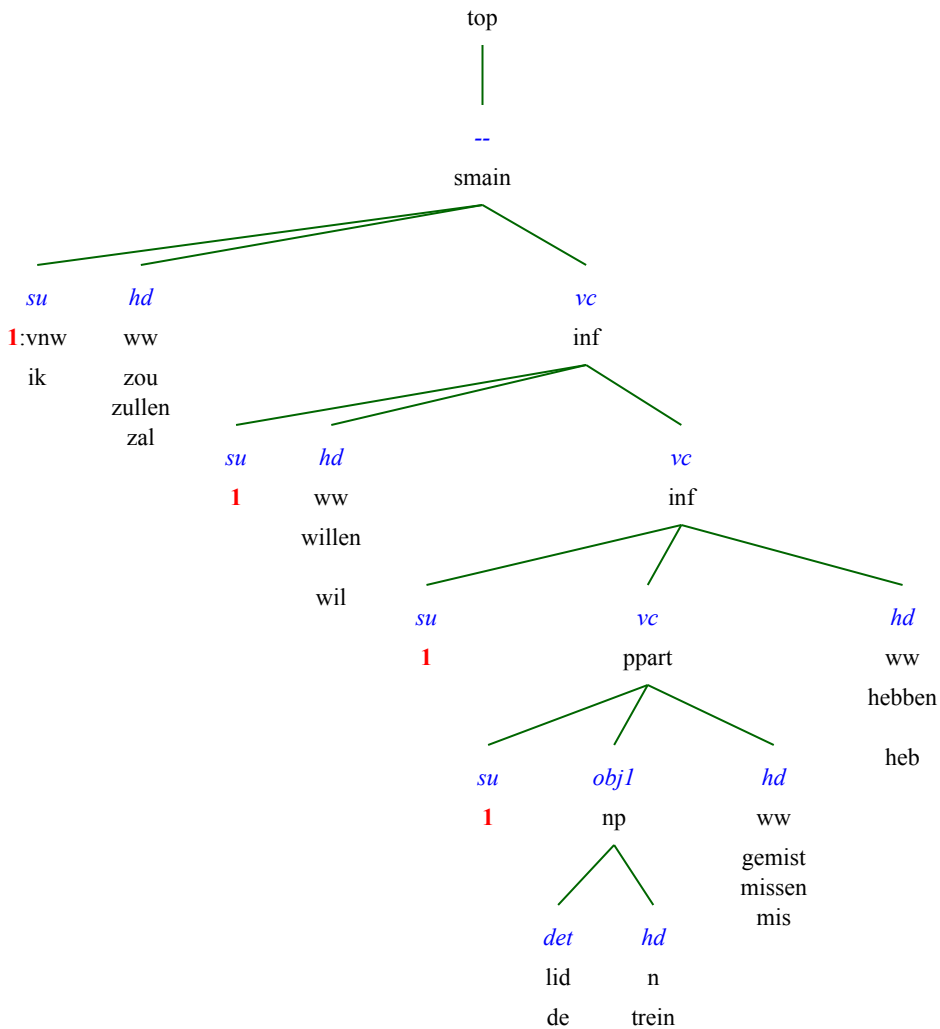 top
--
smain
su hd vc
1:vnw ww inf
ik zou
zullen
zal
su hd vc
1 ww inf
willen
wil
su vc hd
1 ppart ww
hebben
heb
su obj1 hd
1 np ww
gemist
missen
mis
det hd
lid n
de trein